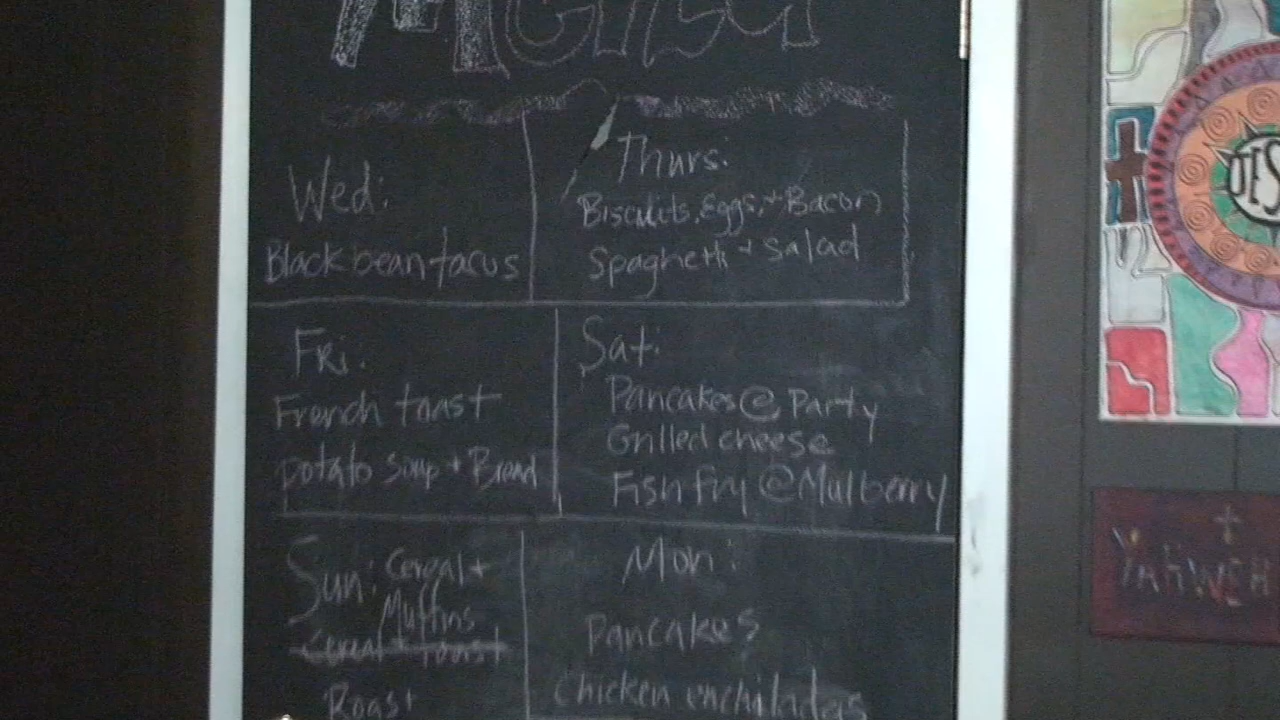 Wed:
Black bean tacos
Thurs:
Biscuits, Eggs, + Bacon
Spaghetti + salad
Fri.
French toast
potato soup + Bread
Sat:
Pancakes @ Party
Grilled cheese
Fish fry @ Mulberry
Sun: Cereal +
Muffins
Cereal + Toast
Roast
Mon:
Pancakes
Chicken enchiladas
JES
YAHWEH